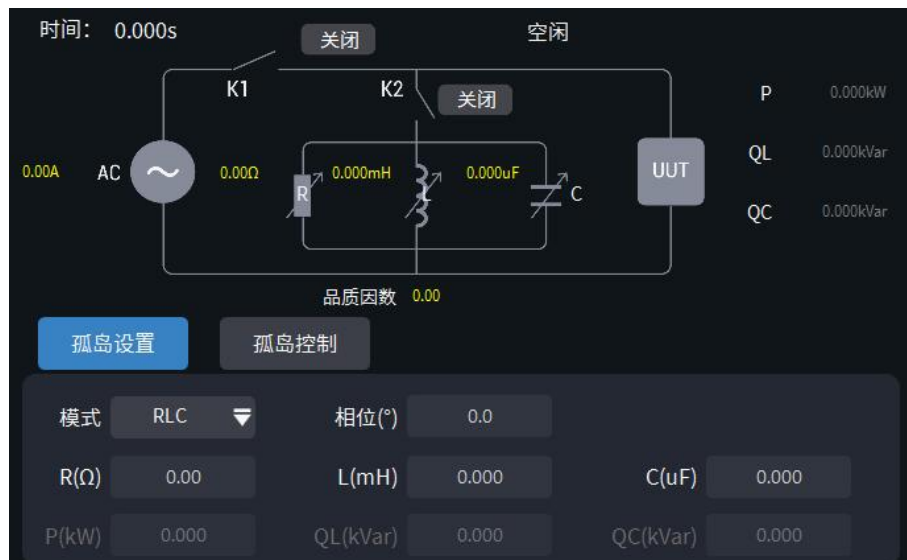 时间： 0.000s 关闭 空闲
K1 K2 关闭 P 0.000kW
0.00A AC 0.00Ω R 0.000mH L 0.000uF C UUT QL 0.000kVar
QC 0.000kVar
品质因数 0.00
孤岛设置 孤岛控制
模式 RLC 相位(°) 0.0
R(Ω) 0.00 L(mH) 0.000 C(uF) 0.000
P(kW) 0.000 QL(kVar) 0.000 QC(kVar) 0.000